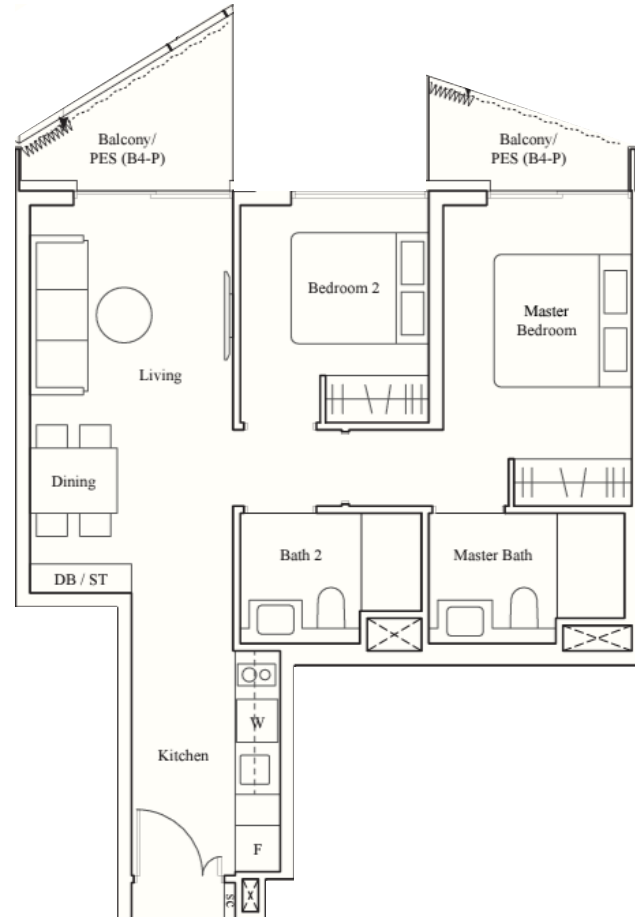 Balcony/
PES (B4-P)
Balcony/
PES (B4-P)
Bedroom 2
Master
Bedroom
Living
Dining
Bath 2
Master Bath
DB / ST
W
Kitchen
F
SC